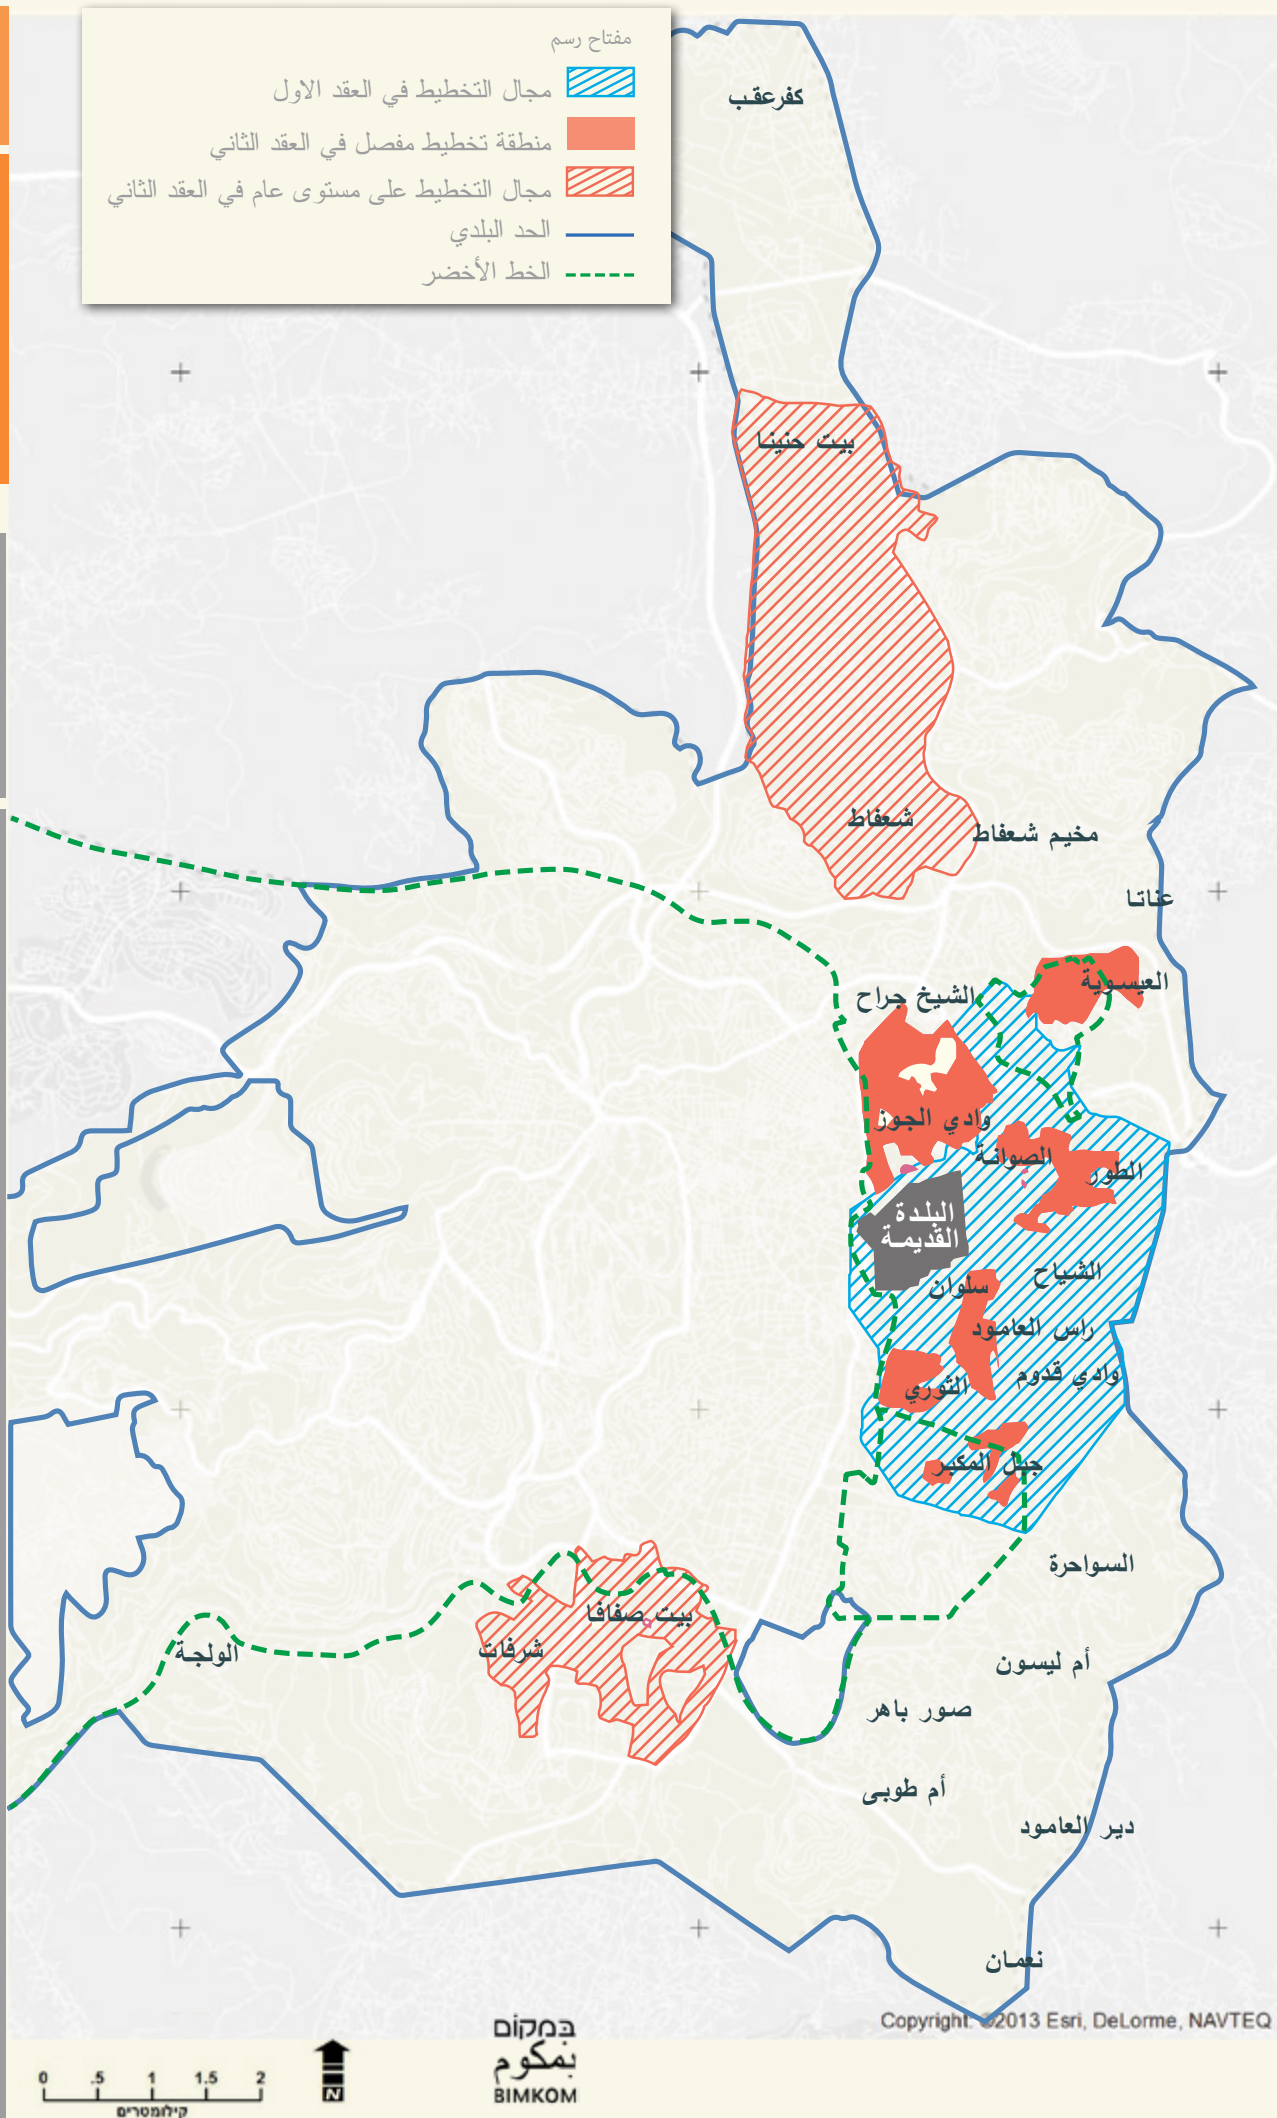 مفتاح رسم
مجال التخطيط في العقد الاول
منطقة تخطيط مفصل في العقد الثاني
مجال التخطيط على مستوى عام في العقد الثاني
الحد البلدي
الخط الأخضر
كفرعقب
بيت حنينا
شعفاط
مخيم شعفاط
عناتا
العيسوية
الشيخ جراح
وادي الجوز
الصوانة
الطور
البلدة
القديمة
الشياح
سلوان
راس العامود
وادي قدوم
الثوري
جبل المكبر
السواحرة
بيت صفافا
شرفات
الولجة
أم ليسون
صور باهر
أم طوبى
دير العامود
نعمان
Copyright: ©2013 Esri, DeLorme, NAVTEQ
במקום
بمكوم
BIMKOM
N
0 .5 1 1.5 2
קילומטרים